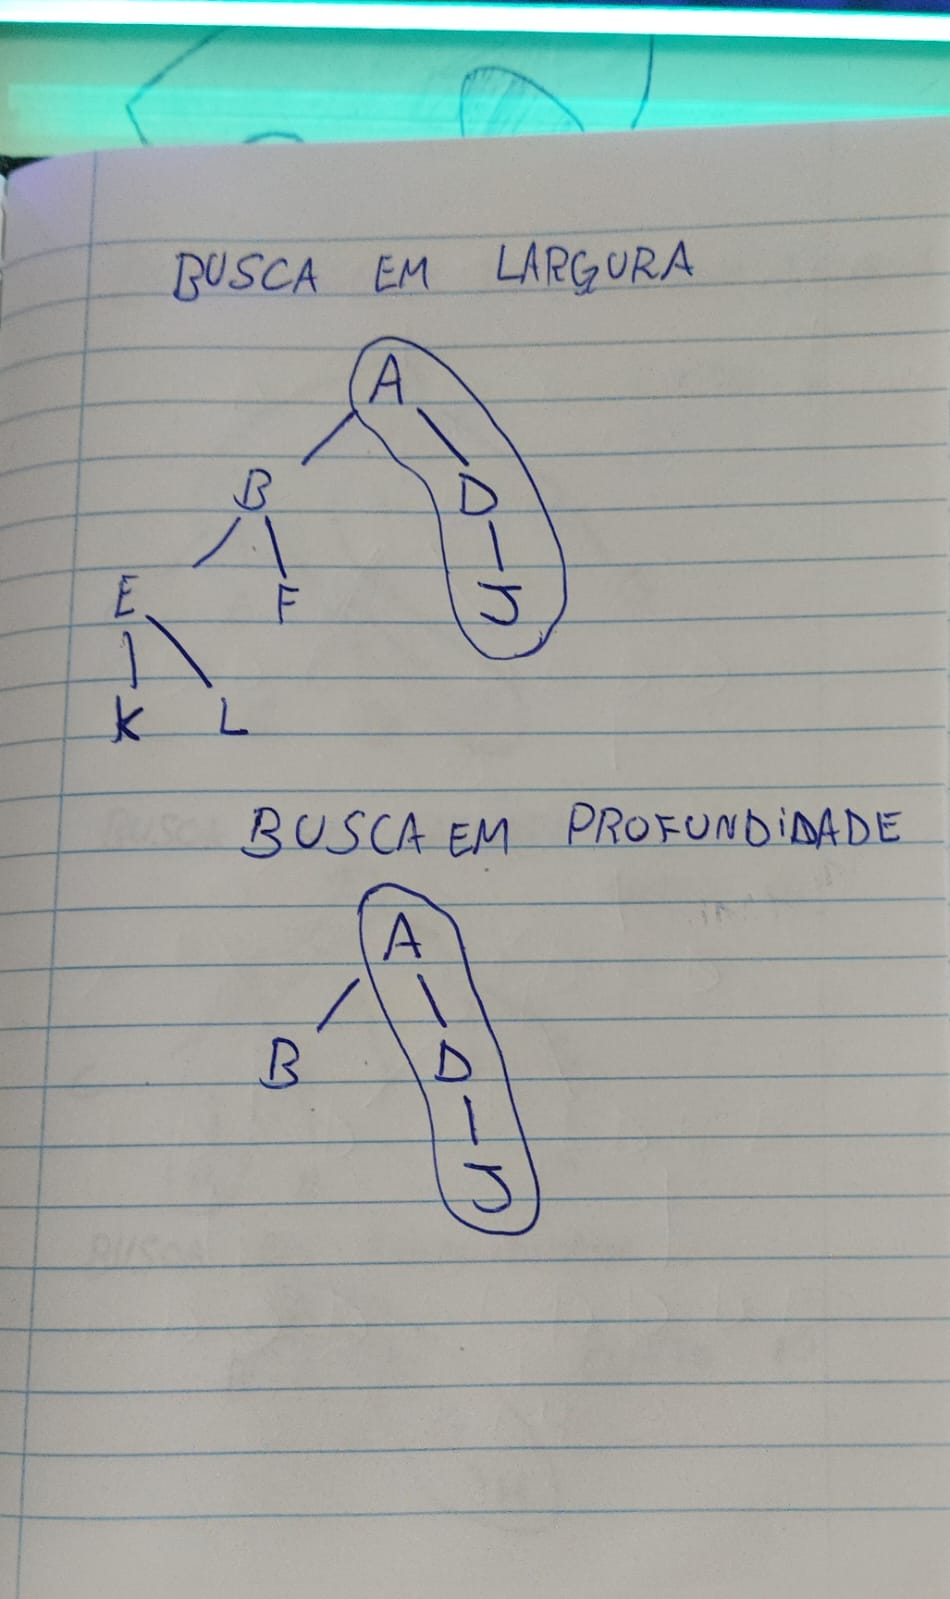 BUSCA EM LARGURA
A
B D
E F J
K L
BUSCA EM PROFUNDiDADE
A
B D
J